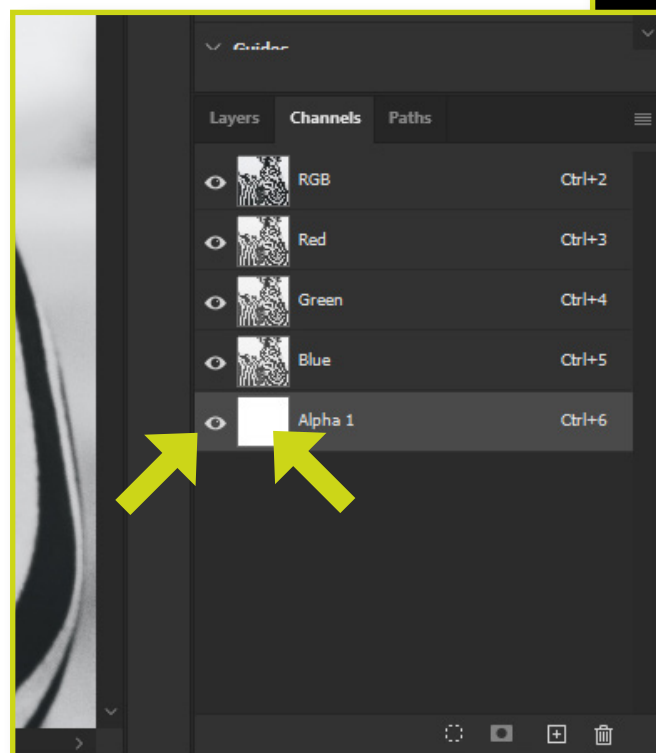 Guides
Layers Channels Paths
RGB Ctrl+2
Red Ctrl+3
Green Ctrl+4
Blue Ctrl+5
Alpha 1 Ctrl+6